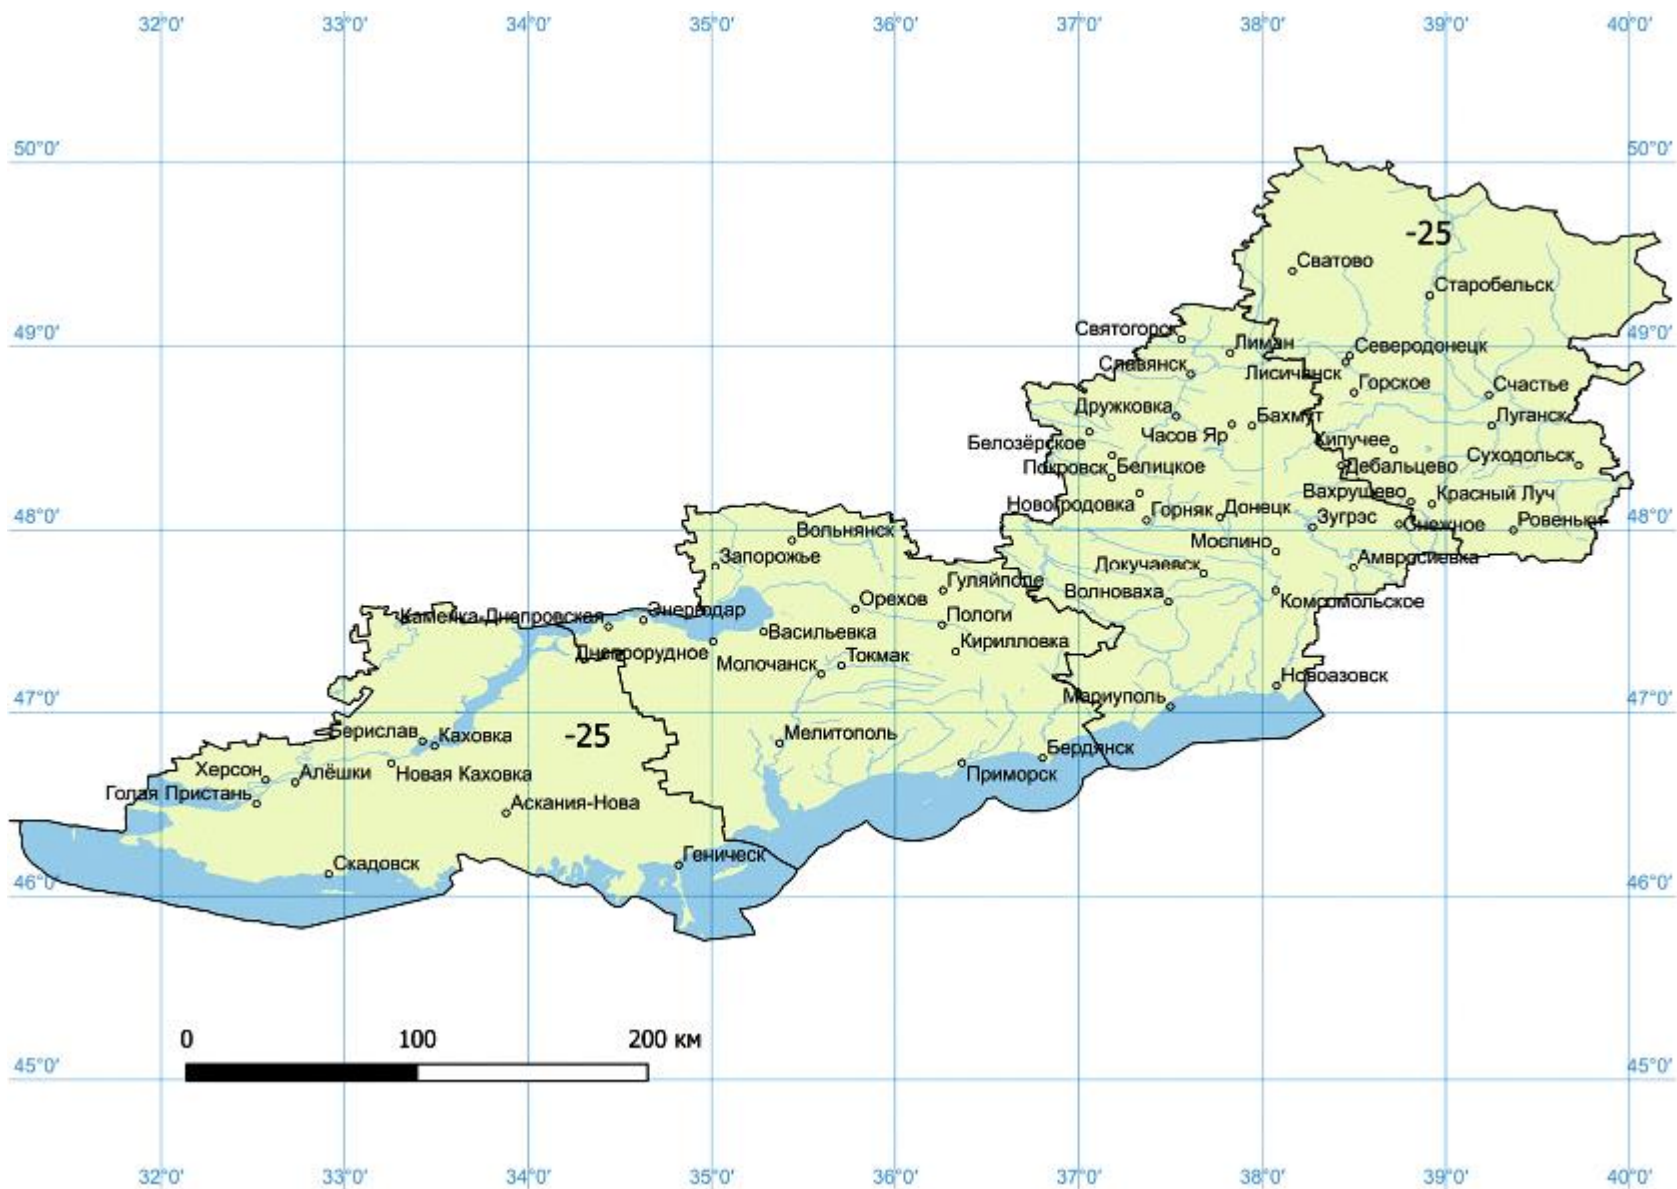 32°0' 33°0' 34°0' 35°0' 36°0' 37°0' 38°0' 39°0' 40°0'
50°0' 50°0'
-25
Сватово
Старобельск
49°0' 49°0'
Святогорск
Лиман
Северодонецк
Славянск
Лисичанск
Горское
Счастье
Дружковка
Бахмут
Луганск
Часов Яр
Белозёрское
Кипучее
Суходольск
Покровск
Белицкое
Дебальцево
Вахрушево
Красный Луч
Новогродовка
Горняк
Донецк
Зугрэс
Снежное
Ровеньки
48°0' 48°0'
Вольнянск
Запорожье
Моспино
Амвросиевка
Докучаевск
Гуляйполе
Волноваха
Комсомольское
Орехов
Каменка-Днепровская
Энергодар
Пологи
Васильевка
Кирилловка
Днепрорудное
Молочанск
Токмак
Новоазовск
47°0' 47°0'
Мариуполь
Берислав
Каховка
-25
Мелитополь
Бердянск
Херсон
Алёшки
Новая Каховка
Приморск
Голая Пристань
Аскания-Нова
Скадовск
Геническ
46°0' 46°0'
0 100 200 км
45°0' 45°0'
32°0' 33°0' 34°0' 35°0' 36°0' 37°0' 38°0' 39°0' 40°0'